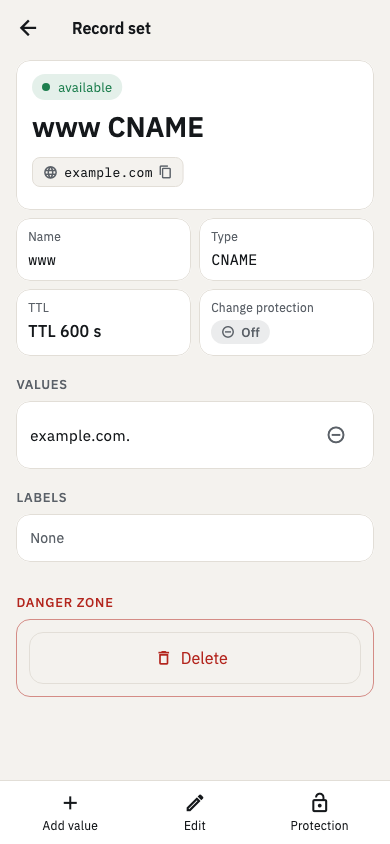 Record set
available
www CNAME
example.com
Name
www
Type
CNAME
TTL
TTL 600 s
Change protection
Off
VALUES
example.com.
LABELS
None
DANGER ZONE
Delete
Add value
Edit
Protection